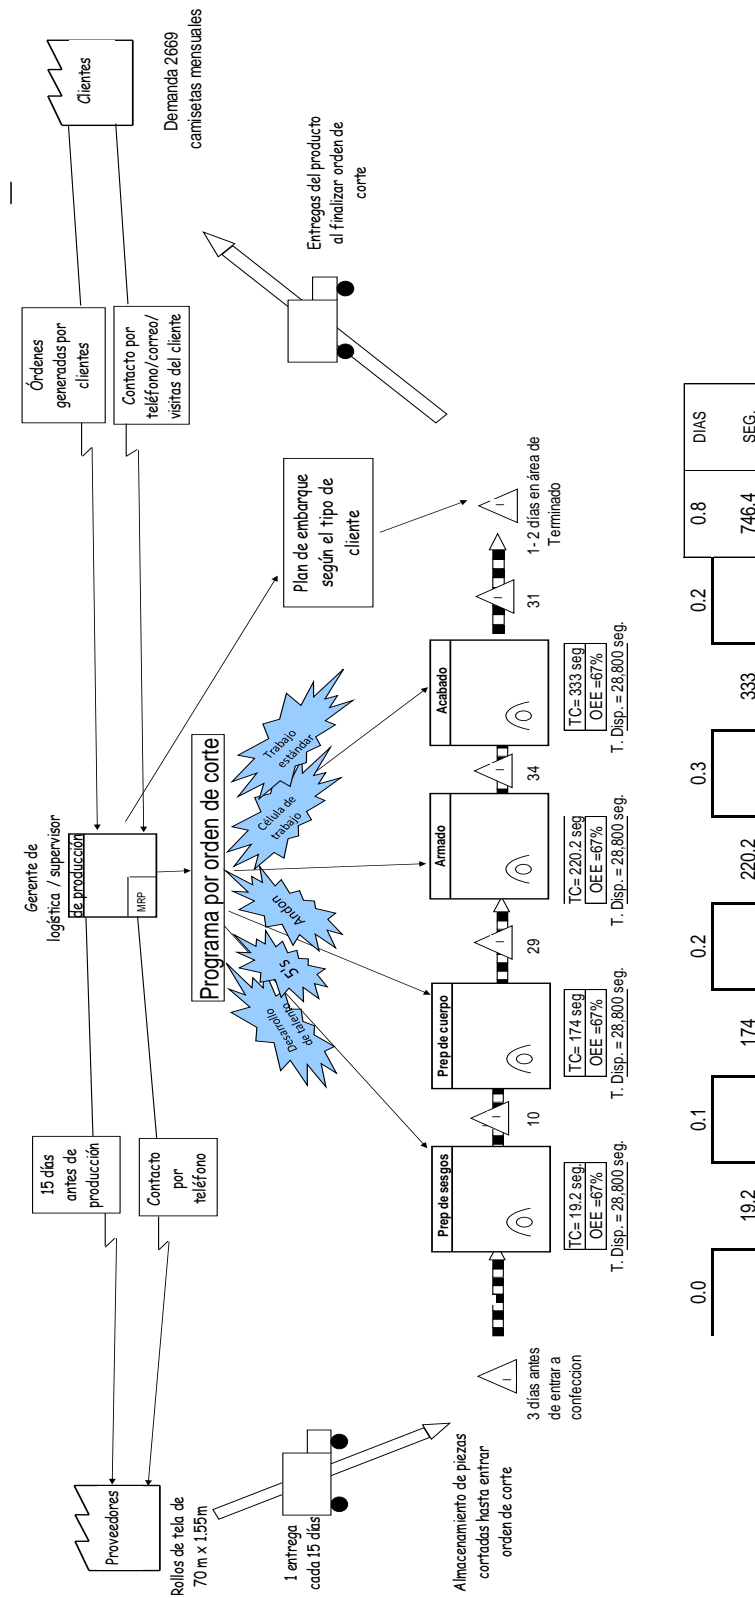 Proveedores
Rollos de tela de
70 m x 1.55m
1 entrega
cada 15 días
Almacenamiento de piezas
cortadas hasta entrar
orden de corte
15 días
antes de
producción
Contacto
por
teléfono
Gerente de
logística / supervisor
de producción
MRP
Órdenes
generadas por
clientes
Contacto por
teléfono/correo/
visitas del cliente
Clientes
Demanda 2669
camisetas mensuales
Entregas del producto
al finalizar orden de
corte
Programa por orden de corte
Desarrollo
de talento
5's
Andon
Célula de
trabajo
Trabajo
estándar
Plan de embarque
según el tipo de
cliente
I
3 días antes
de entrar a
confeccion
Prep de sesgos
TC= 19.2 seg
OEE =67%
T. Disp. = 28,800 seg.
I
10
Prep de cuerpo
TC= 174 seg
OEE =67%
T. Disp. = 28,800 seg.
I
29
Armado
TC= 220.2 seg
OEE =67%
T. Disp. = 28,800 seg.
I
34
Acabado
TC= 333 seg
OEE =67%
T. Disp. = 28,800 seg.
I
31
I
1- 2 días en área de
Terminado
0.0 0.1 0.2 0.3 0.2 0.8 DIAS
19.2 174 220.2 333 746.4 SEG.